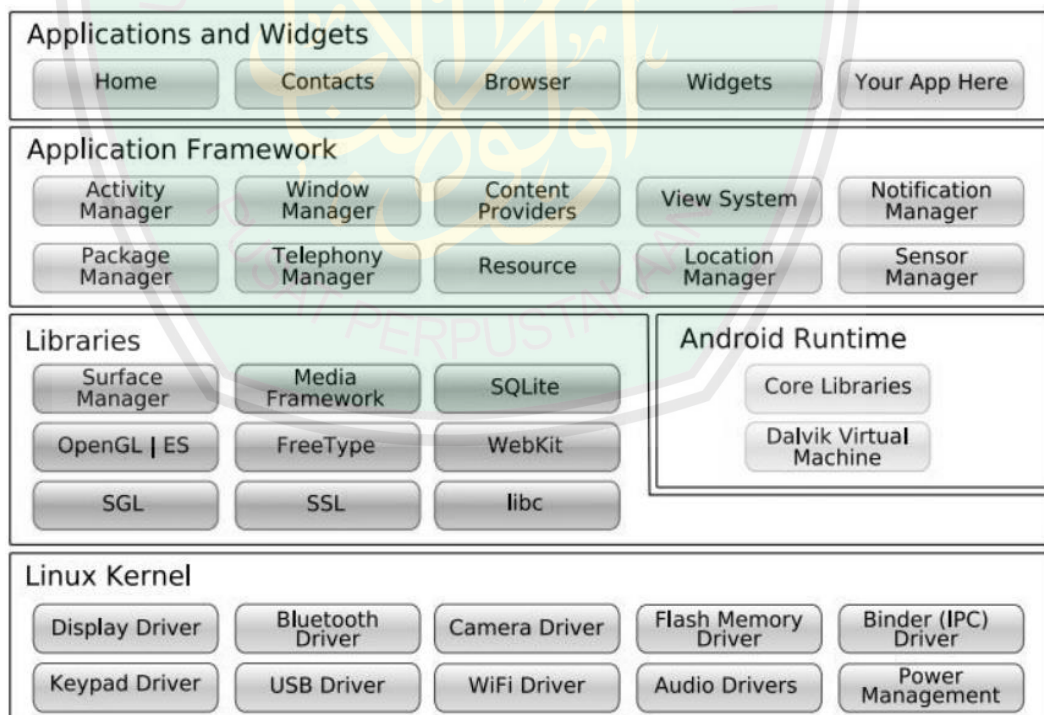 Applications and Widgets
Home
Contacts
Browser
Widgets
Your App Here
Application Framework
Activity
Manager
Window
Manager
Content
Providers
View System
Notification
Manager
Package
Manager
Telephony
Manager
Resource
Location
Manager
Sensor
Manager
PUSAT PERPUSTAKAAN
Libraries
Surface
Manager
Media
Framework
SQLite
OpenGL | ES
FreeType
WebKit
SGL
SSL
libc
Android Runtime
Core Libraries
Dalvik Virtual
Machine
Linux Kernel
Display Driver
Bluetooth
Driver
Camera Driver
Flash Memory
Driver
Binder (IPC)
Driver
Keypad Driver
USB Driver
WiFi Driver
Audio Drivers
Power
Management